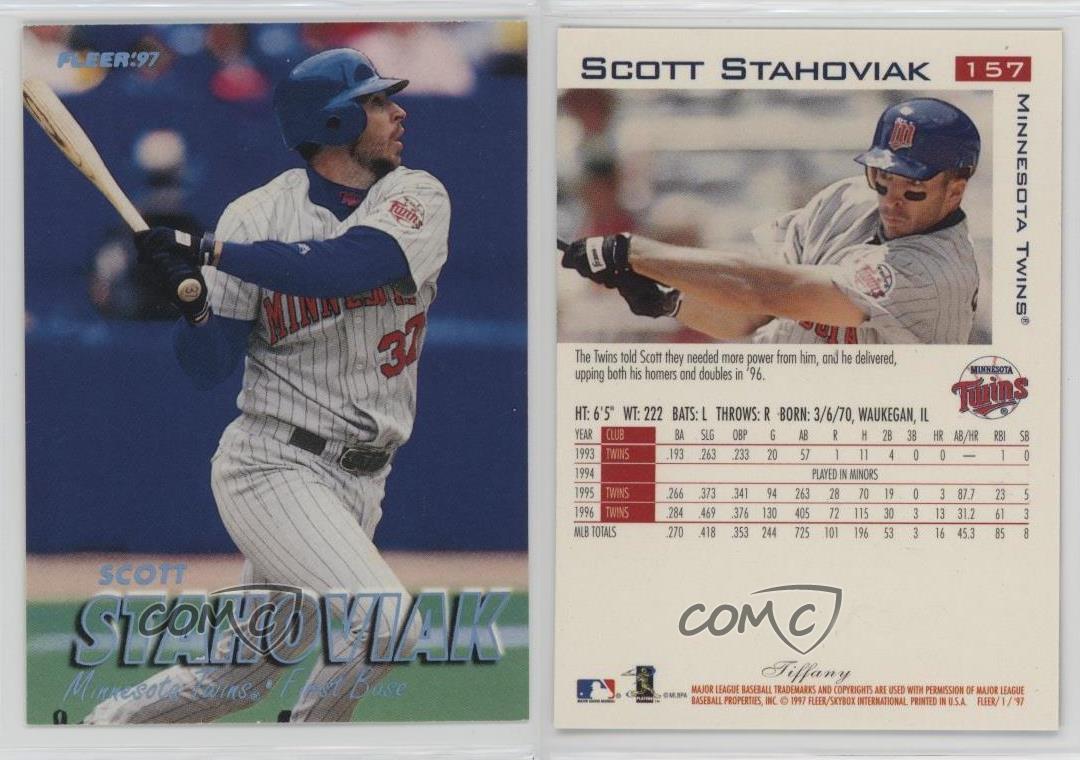 FLEER'97
Twins
MINNES
37
SCOTT
STAHOVIAK
Minnesota Twins® • First Base
COMC
SCOTT STAHOVIAK
157
MINNESOTA TWINS®
M
The Twins told Scott they needed more power from him, and he delivered,
upping both his homers and doubles in '96.
MINNESOTA
Twins®
HT: 6'5" WT: 222 BATS: L THROWS: R BORN: 3/6/70, WAUKEGAN, IL
YEAR CLUB BA SLG OBP G AB R H 2B 3B HR AB/HR RBI SB
1993 TWINS .193 .263 .233 20 57 1 11 4 0 0 — 1 0
1994 PLAYED IN MINORS
1995 TWINS .266 .373 .341 94 263 28 70 19 0 3 87.7 23 5
1996 TWINS .284 .469 .376 130 405 72 115 30 3 13 31.2 61 3
MLB TOTALS .270 .418 .353 244 725 101 196 53 3 16 45.3 85 8
COMC
Tiffany
© MLBPA
MAJOR LEAGUE BASEBALL TRADEMARKS AND COPYRIGHTS ARE USED WITH PERMISSION OF MAJOR LEAGUE
BASEBALL PROPERTIES, INC. © 1997 FLEER/SKYBOX INTERNATIONAL. PRINTED IN U.S.A. FLEER/ 1 / '97